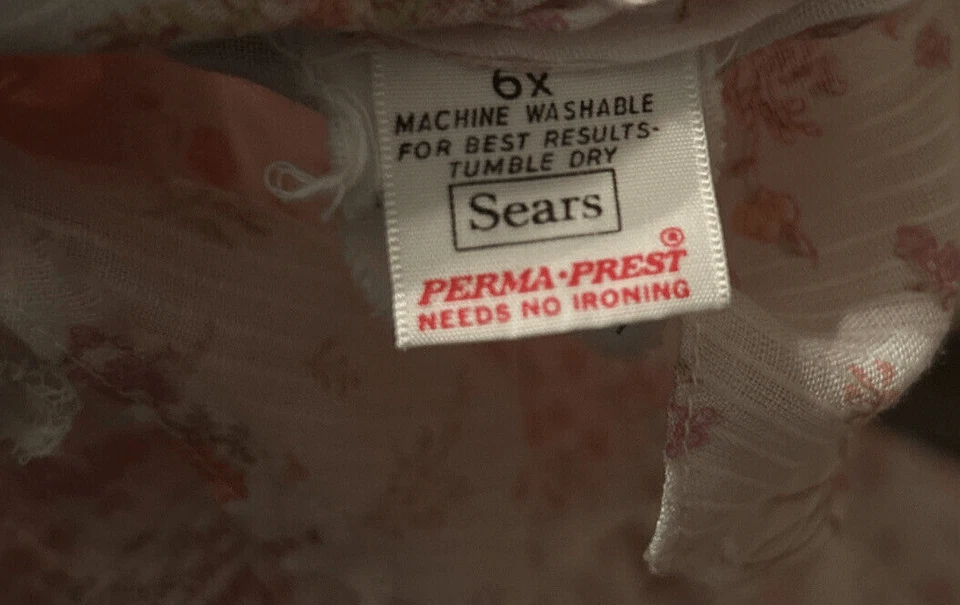 6X
MACHINE WASHABLE
FOR BEST RESULTS-
TUMBLE DRY
Sears
PERMA·PREST®
NEEDS NO IRONING